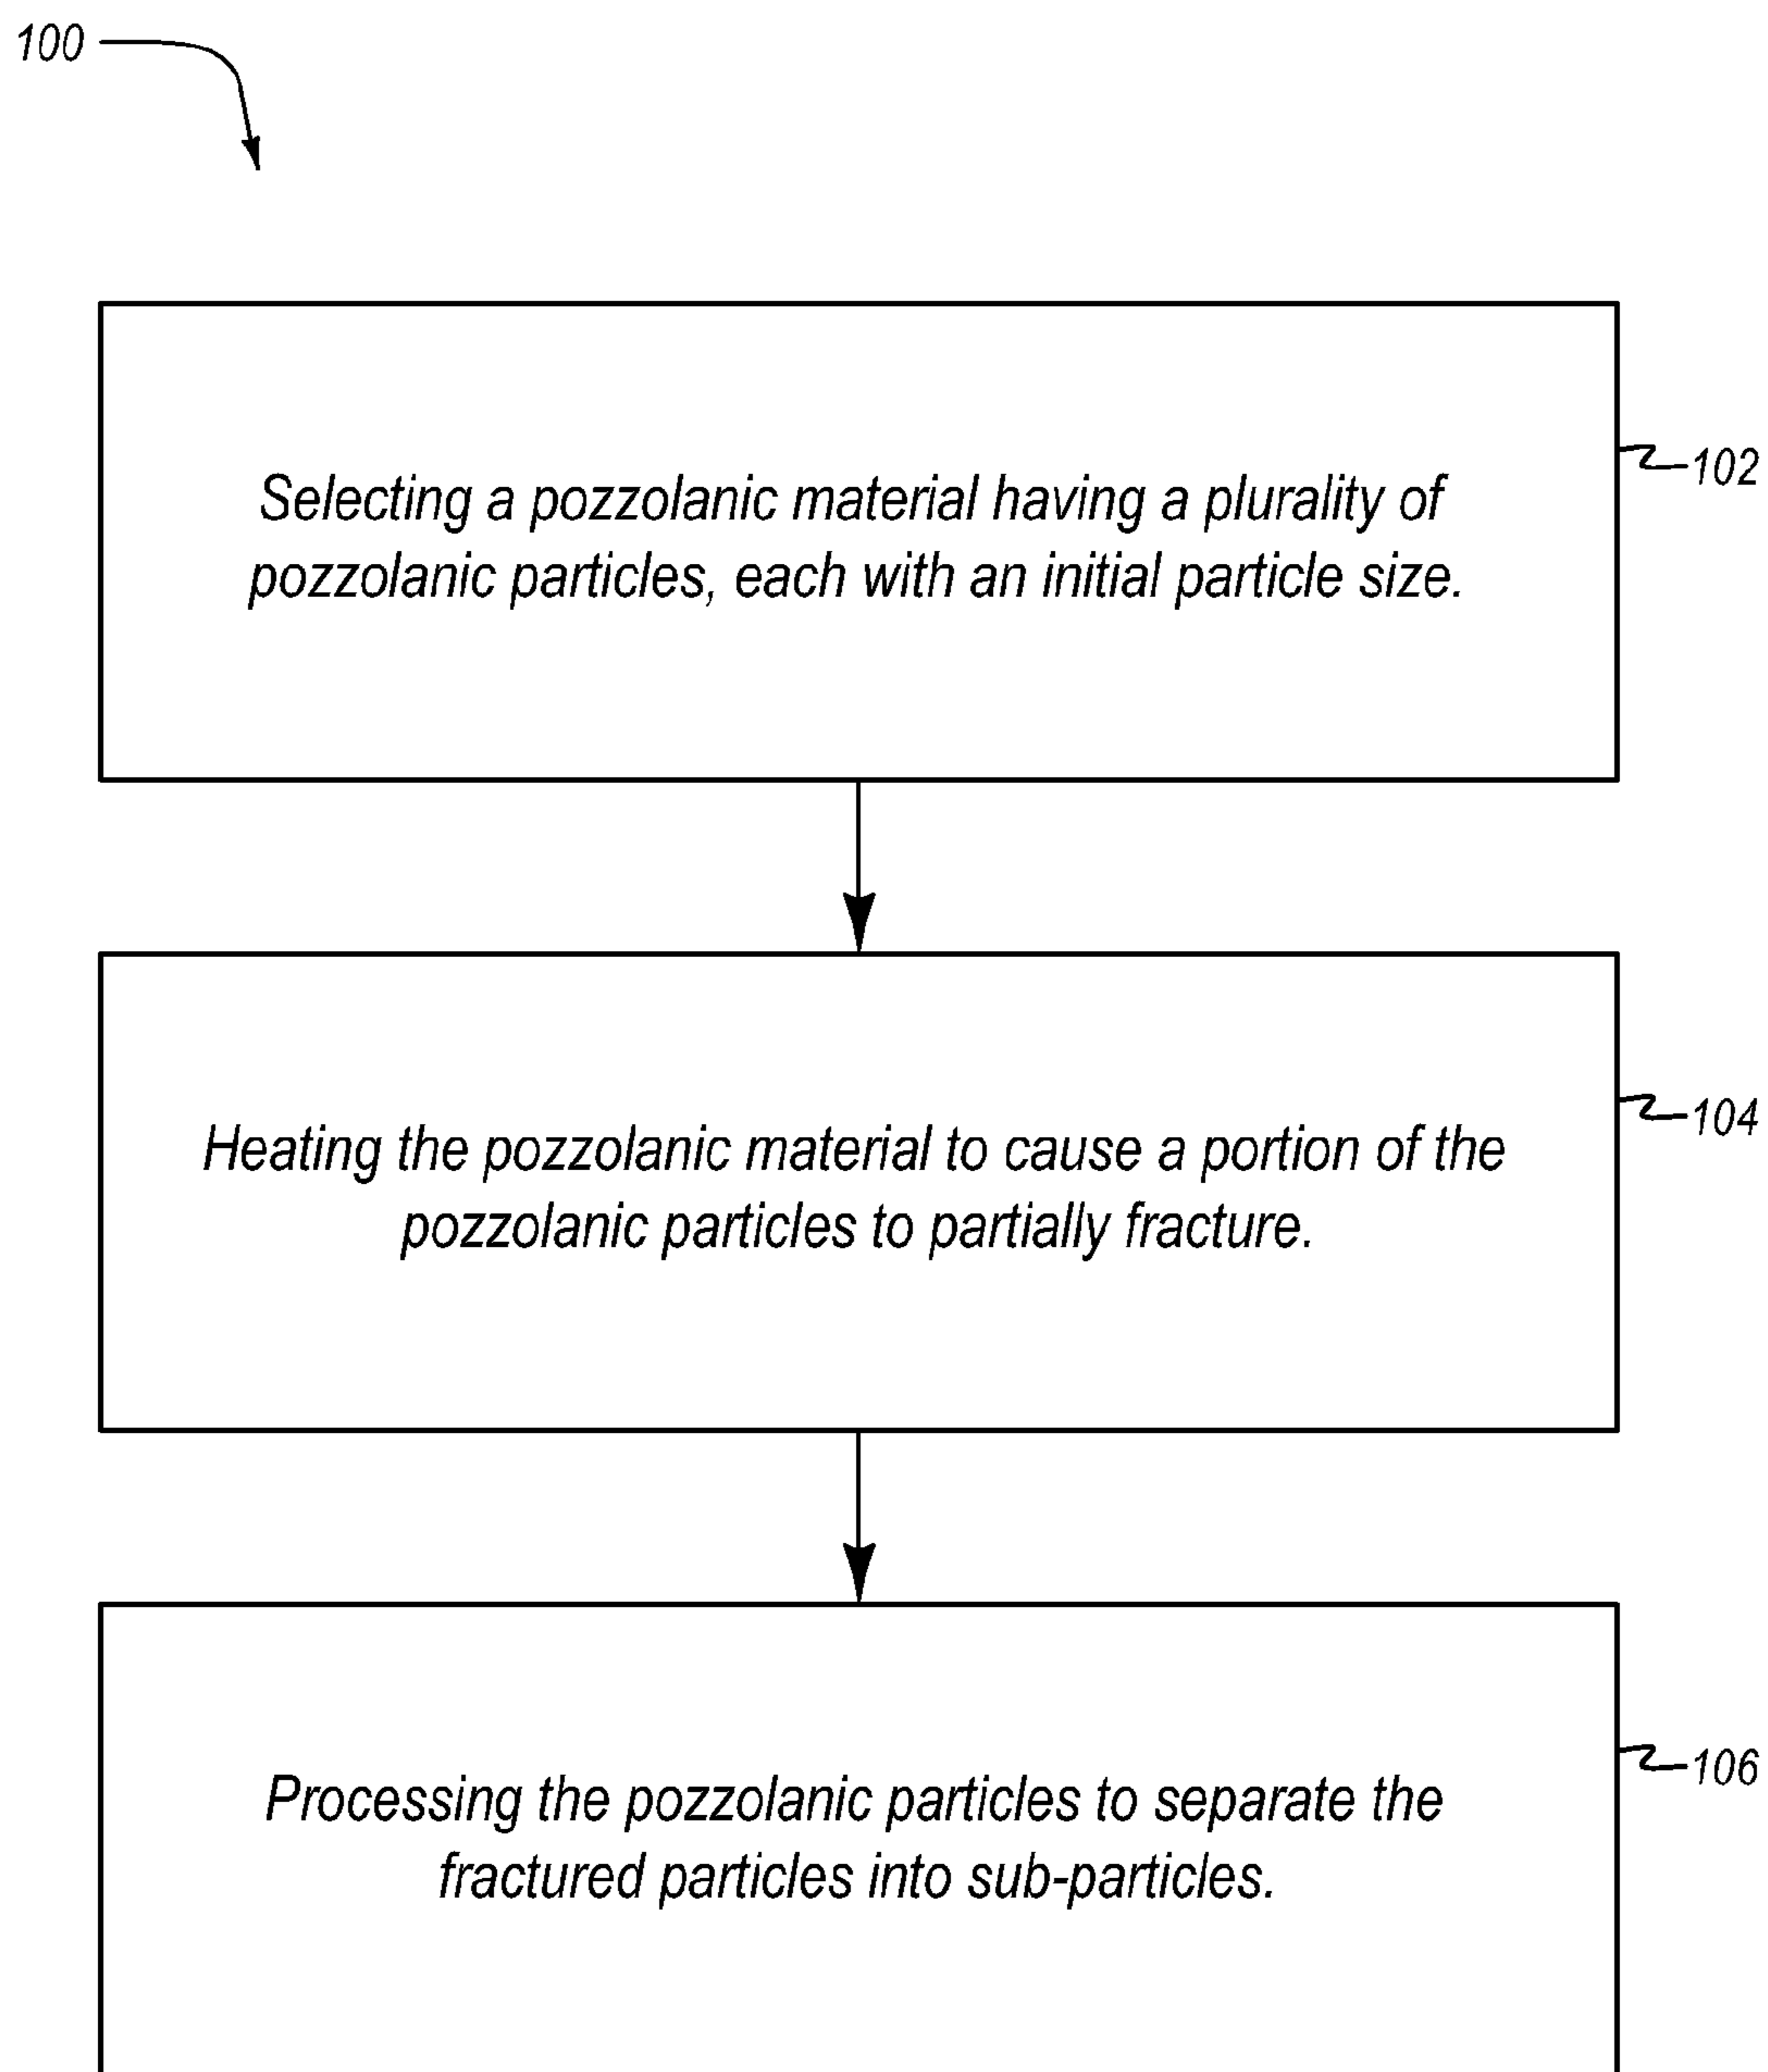 100
Selecting a pozzolanic material having a plurality of
pozzolanic particles, each with an initial particle size.
102
Heating the pozzolanic material to cause a portion of the
pozzolanic particles to partially fracture.
104
Processing the pozzolanic particles to separate the
fractured particles into sub-particles.
106